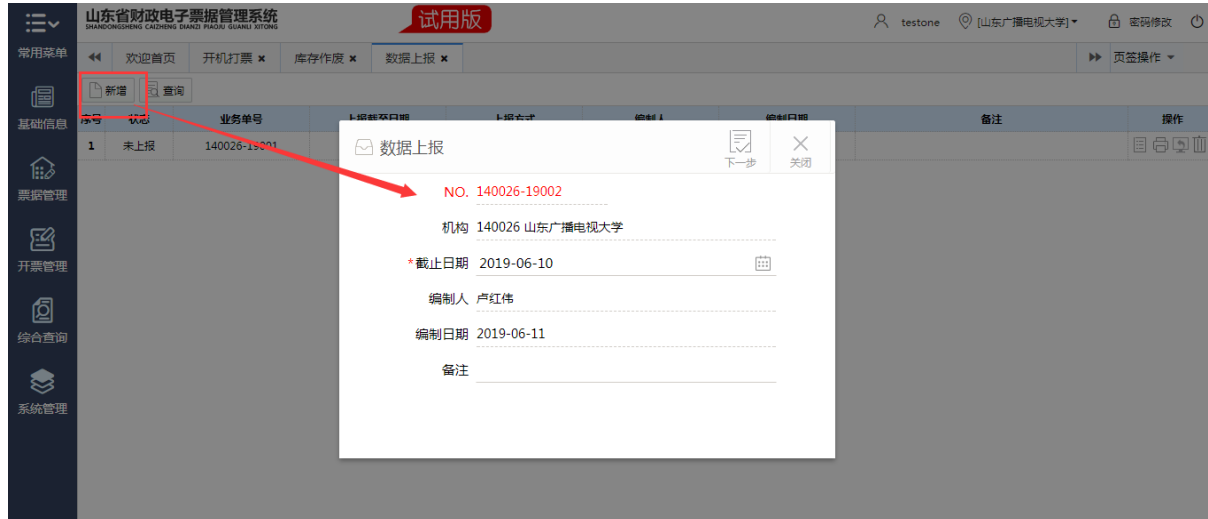 山东省财政电子票据管理系统
SHANDONGSHENG CAIZHENG DIANZI PIAOJU GUANLI XITONG
试用版
testone
[山东广播电视大学]
密码修改
常用菜单
欢迎首页
开机打票
库存作废
数据上报
页签操作
新增
查询
基础信息
票据管理
开票管理
综合查询
系统管理
序号 状态 业务单号 上报截至日期 上报方式 编制人 编制日期 备注 操作
1 未上报 140026-19001
数据上报
下一步
关闭
NO. 140026-19002
机构 140026 山东广播电视大学
*截止日期 2019-06-10
编制人 卢红伟
编制日期 2019-06-11
备注